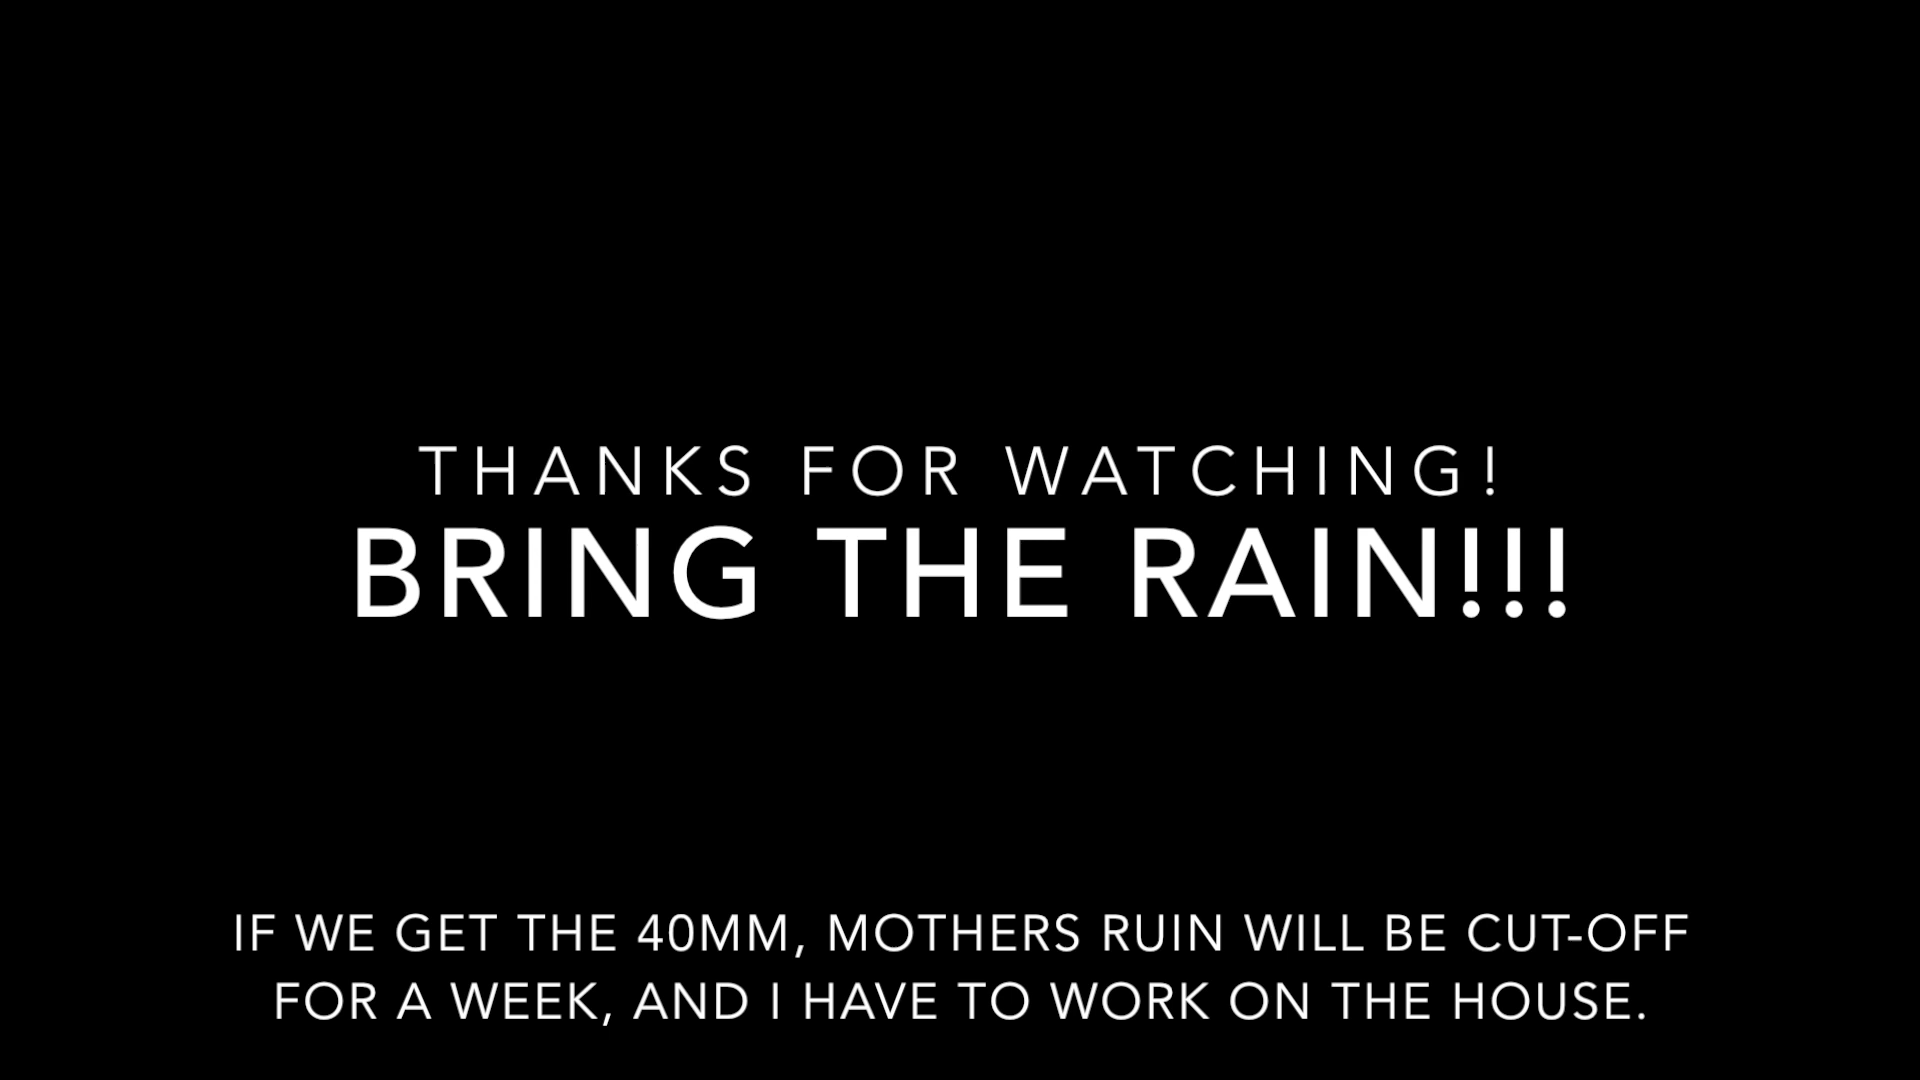 THANKS FOR WATCHING!
BRING THE RAIN!!!
IF WE GET THE 40MM, MOTHERS RUIN WILL BE CUT-OFF
FOR A WEEK, AND I HAVE TO WORK ON THE HOUSE.